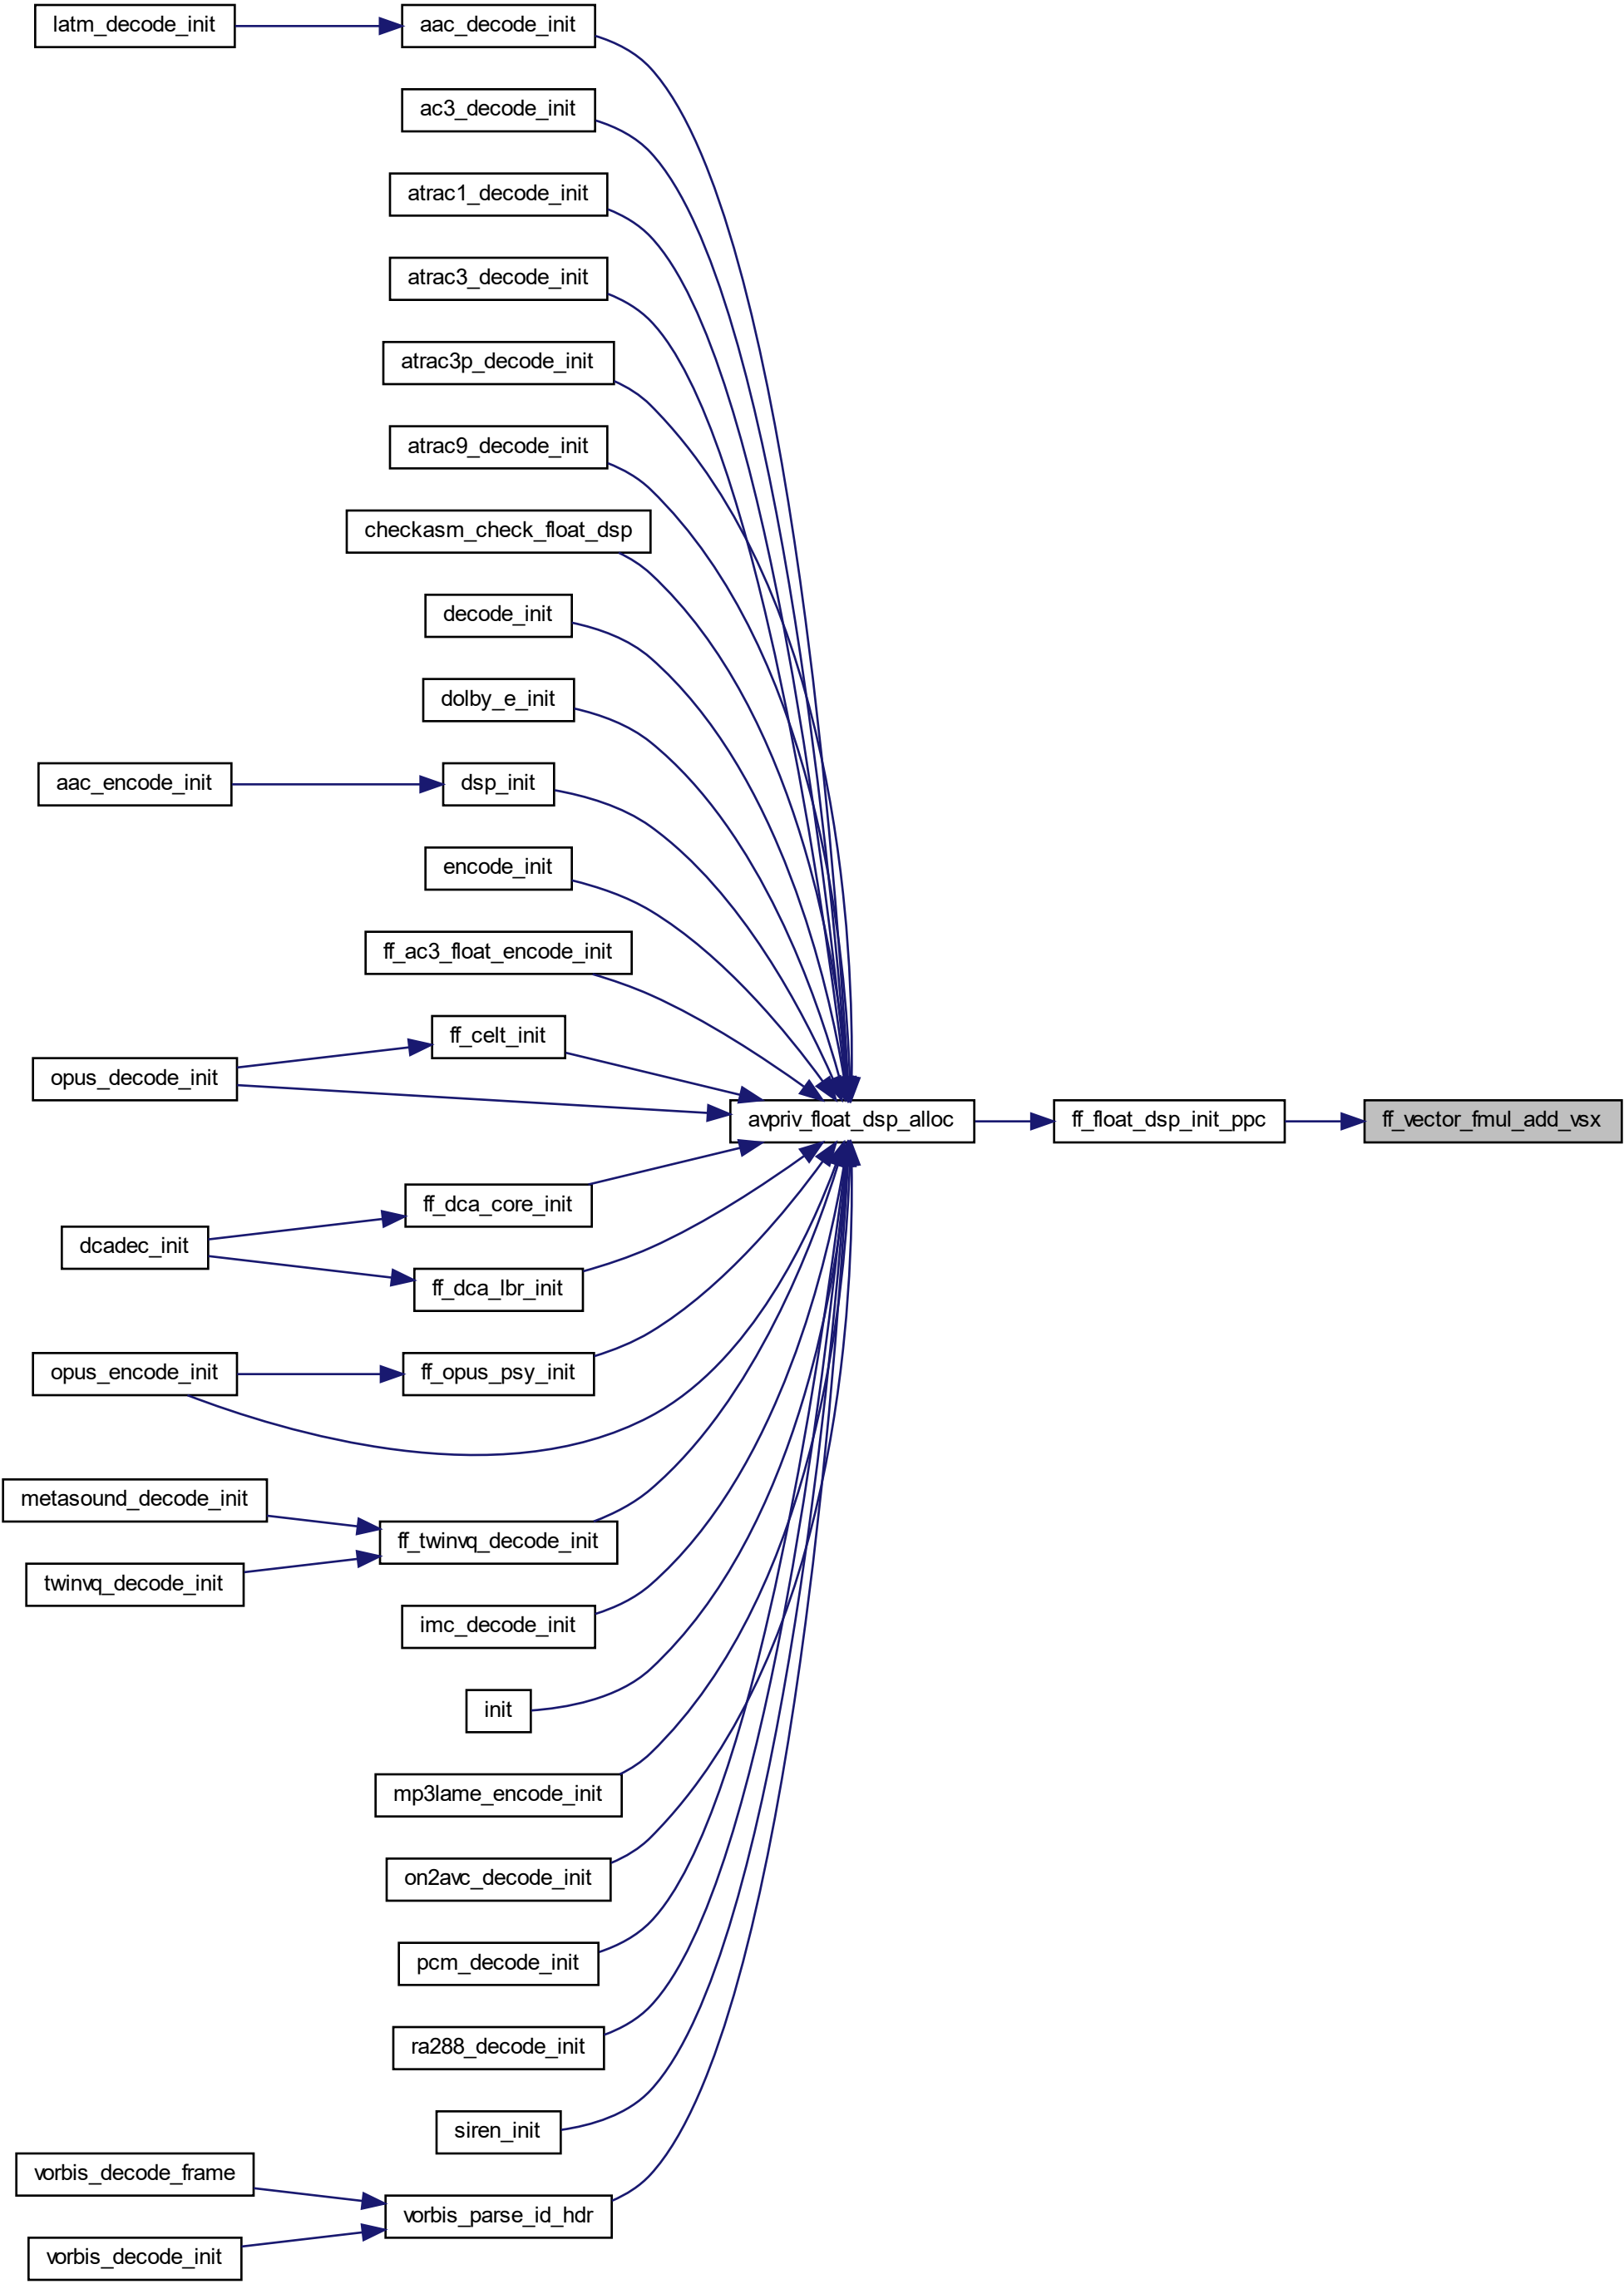 latm_decode_init
aac_decode_init
ac3_decode_init
atrac1_decode_init
atrac3_decode_init
atrac3p_decode_init
atrac9_decode_init
checkasm_check_float_dsp
decode_init
dolby_e_init
aac_encode_init
dsp_init
encode_init
ff_ac3_float_encode_init
ff_celt_init
opus_decode_init
avpriv_float_dsp_alloc
ff_float_dsp_init_ppc
ff_vector_fmul_add_vsx
ff_dca_core_init
dcadec_init
ff_dca_lbr_init
opus_encode_init
ff_opus_psy_init
metasound_decode_init
ff_twinvq_decode_init
twinvq_decode_init
imc_decode_init
init
mp3lame_encode_init
on2avc_decode_init
pcm_decode_init
ra288_decode_init
siren_init
vorbis_decode_frame
vorbis_parse_id_hdr
vorbis_decode_init